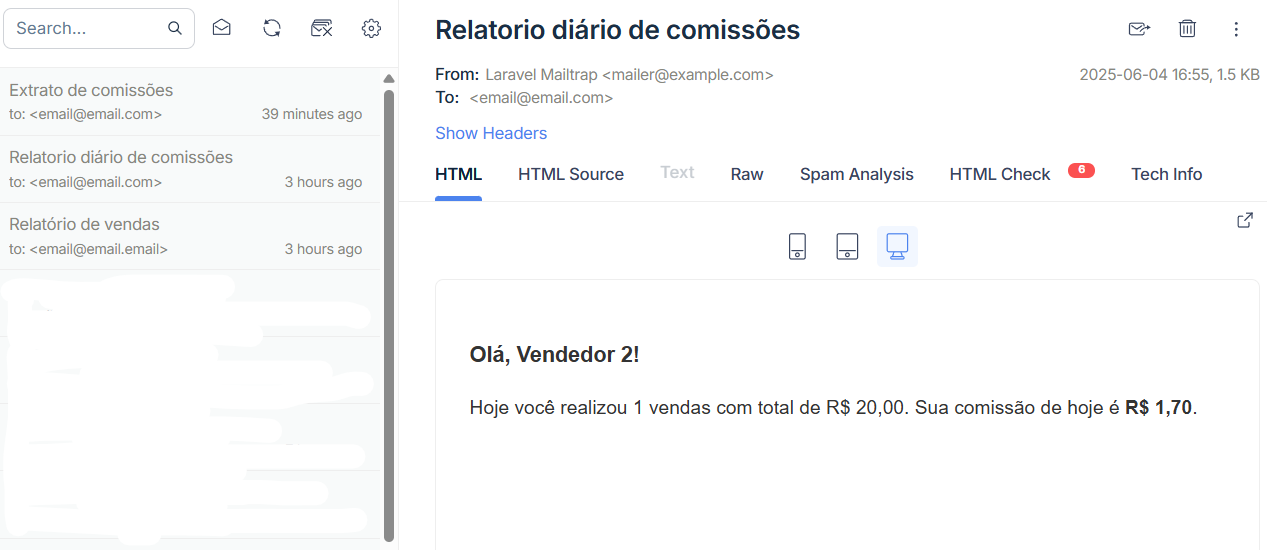 Search...
Extrato de comissões
to: <email@email.com> 39 minutes ago
Relatorio diário de comissões
to: <email@email.com> 3 hours ago
Relatório de vendas
to: <email@email.email> 3 hours ago
Relatorio diário de comissões
From: Laravel Mailtrap <mailer@example.com> 2025-06-04 16:55, 1.5 KB
To: <email@email.com>
Show Headers
HTML HTML Source Text Raw Spam Analysis HTML Check 6 Tech Info
Olá, Vendedor 2!
Hoje você realizou 1 vendas com total de R$ 20,00. Sua comissão de hoje é R$ 1,70.